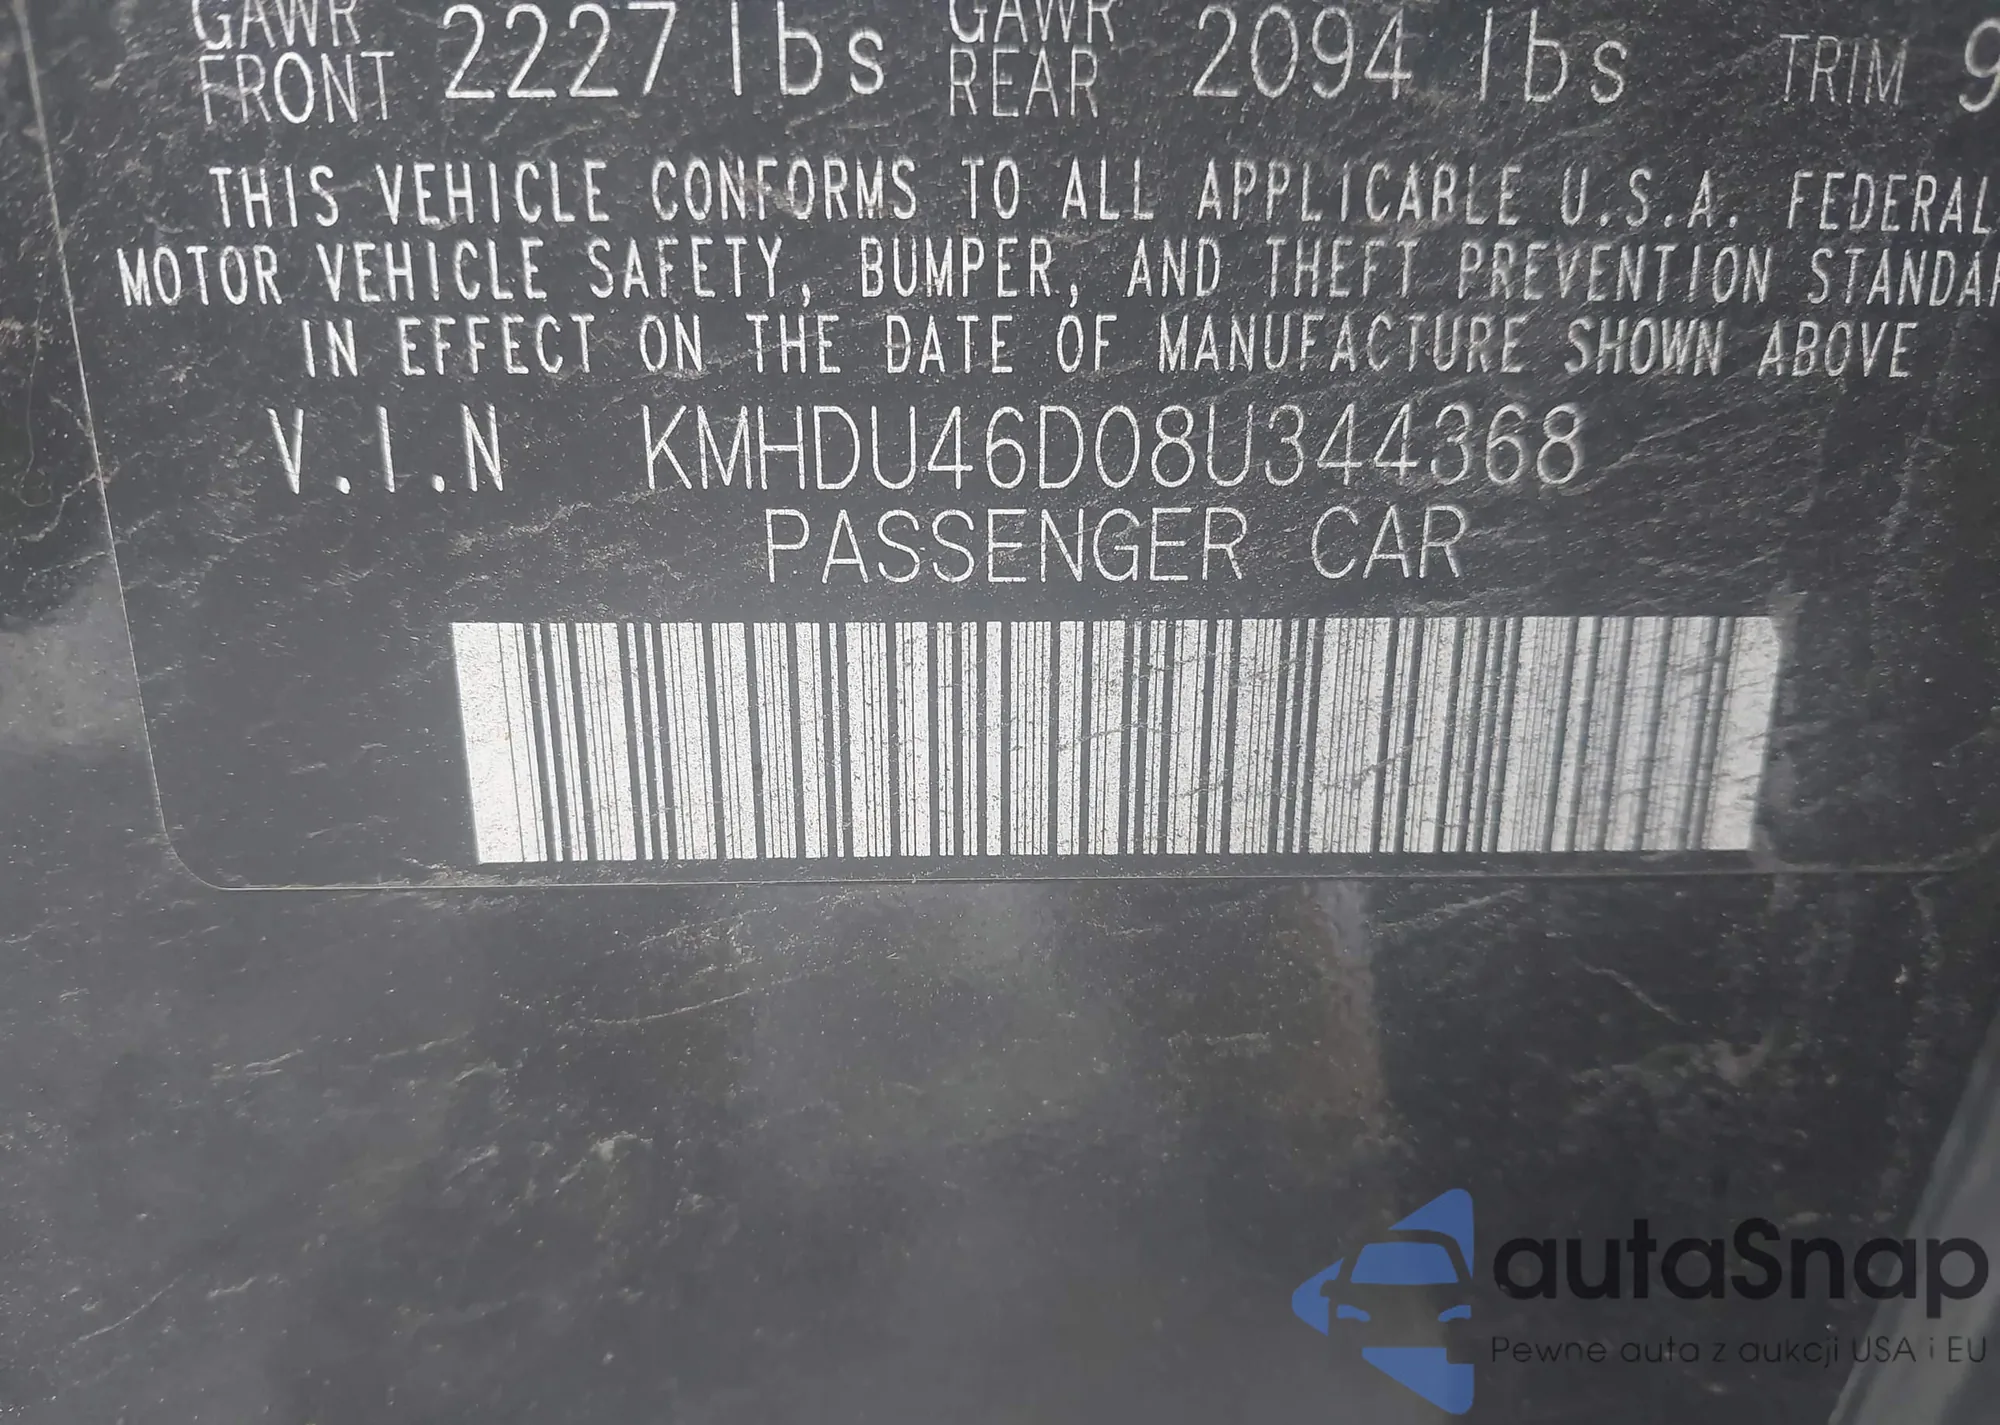 GAWR FRONT 2227 lbs GAWR REAR 2094 lbs TRIM 9
THIS VEHICLE CONFORMS TO ALL APPLICABLE U.S.A. FEDERAL
MOTOR VEHICLE SAFETY, BUMPER, AND THEFT PREVENTION STANDAR
IN EFFECT ON THE DATE OF MANUFACTURE SHOWN ABOVE
V.I.N KMHDU46D08U344368
PASSENGER CAR
autaSnap
Pewne auta z aukcji USA i EU